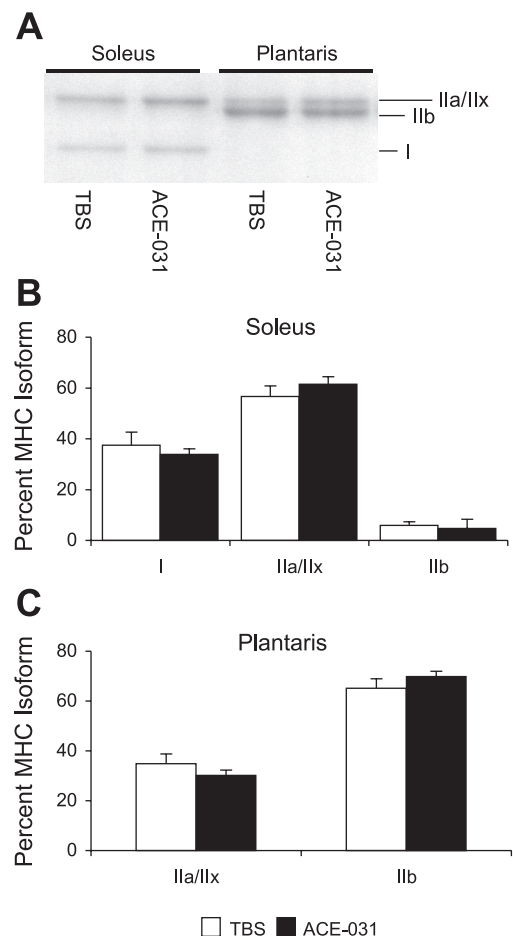 A
Soleus Plantaris
IIa/IIx
IIb
I
TBS
ACE-031
TBS
ACE-031
B
Soleus
Percent MHC Isoform
80
60
40
20
0
I IIa/IIx IIb
C
Plantaris
Percent MHC Isoform
80
60
40
20
0
IIa/IIx IIb
TBS ACE-031